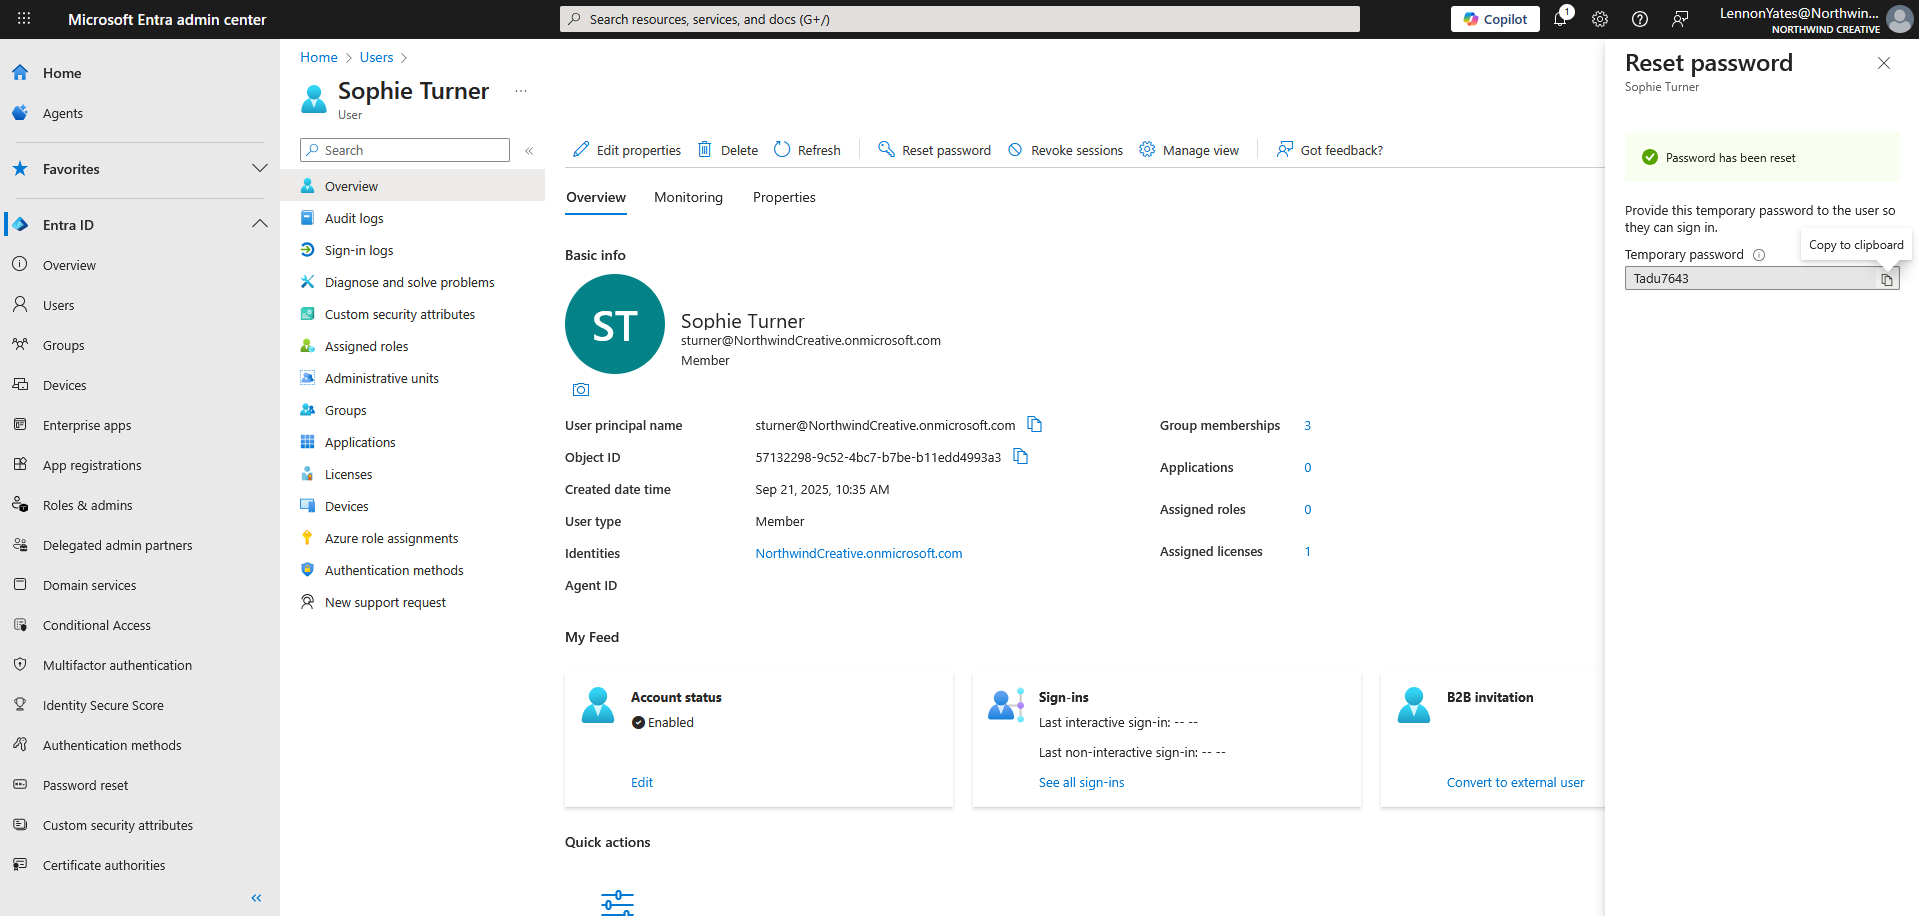 Microsoft Entra admin center
Search resources, services, and docs (G+/)
Copilot
1
LennonYates@Northwin...
NORTHWIND CREATIVE
Home
Agents
Favorites
Entra ID
Overview
Users
Groups
Devices
Enterprise apps
App registrations
Roles & admins
Delegated admin partners
Domain services
Conditional Access
Multifactor authentication
Identity Secure Score
Authentication methods
Password reset
Custom security attributes
Certificate authorities
Home > Users >
Sophie Turner ...
User
Search
Overview
Audit logs
Sign-in logs
Diagnose and solve problems
Custom security attributes
Assigned roles
Administrative units
Groups
Applications
Licenses
Devices
Azure role assignments
Authentication methods
New support request
Edit properties Delete Refresh Reset password Revoke sessions Manage view Got feedback?
Overview Monitoring Properties
Basic info
ST
Sophie Turner
sturner@NorthwindCreative.onmicrosoft.com
Member
User principal name sturner@NorthwindCreative.onmicrosoft.com
Object ID 57132298-9c52-4bc7-b7be-b11edd4993a3
Created date time Sep 21, 2025, 10:35 AM
User type Member
Identities NorthwindCreative.onmicrosoft.com
Agent ID
Group memberships 3
Applications 0
Assigned roles 0
Assigned licenses 1
My Feed
Account status
Enabled
Edit
Sign-ins
Last interactive sign-in: -- --
Last non-interactive sign-in: -- --
See all sign-ins
B2B invitation
Convert to external user
Quick actions
Reset password
Sophie Turner
Password has been reset
Provide this temporary password to the user so
they can sign in.
Copy to clipboard
Temporary password
Tadu7643